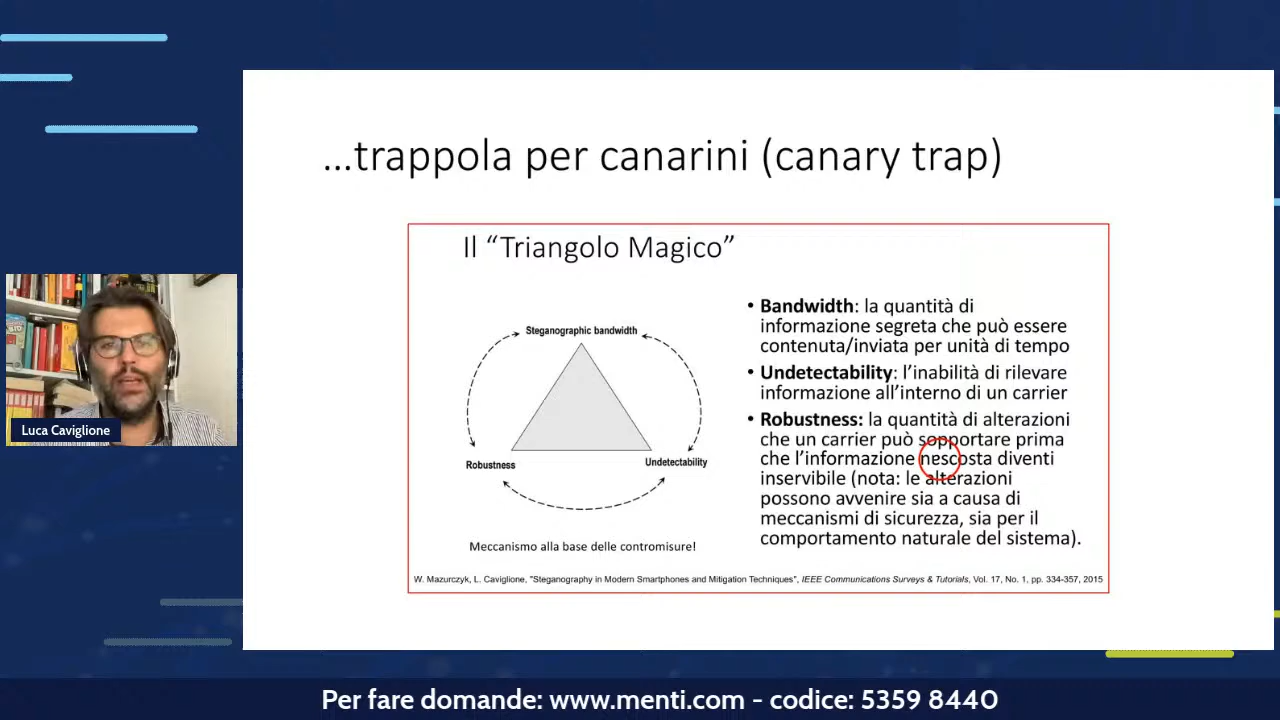 …trappola per canarini (canary trap)
Il “Triangolo Magico”
Steganographic bandwidth
Robustness
Undetectability
Meccanismo alla base delle contromisure!
• Bandwidth: la quantità di
informazione segreta che può essere
contenuta/inviata per unità di tempo
• Undetectability: l’inabilità di rilevare
informazione all’interno di un carrier
• Robustness: la quantità di alterazioni
che un carrier può sopportare prima
che l’informazione nescosta diventi
inservibile (nota: le alterazioni
possono avvenire sia a causa di
meccanismi di sicurezza, sia per il
comportamento naturale del sistema).
W. Mazurczyk, L. Caviglione, "Steganography in Modern Smartphones and Mitigation Techniques", IEEE Communications Surveys & Tutorials, Vol. 17, No. 1, pp. 334-357, 2015
Luca Caviglione
Per fare domande: www.menti.com - codice: 5359 8440